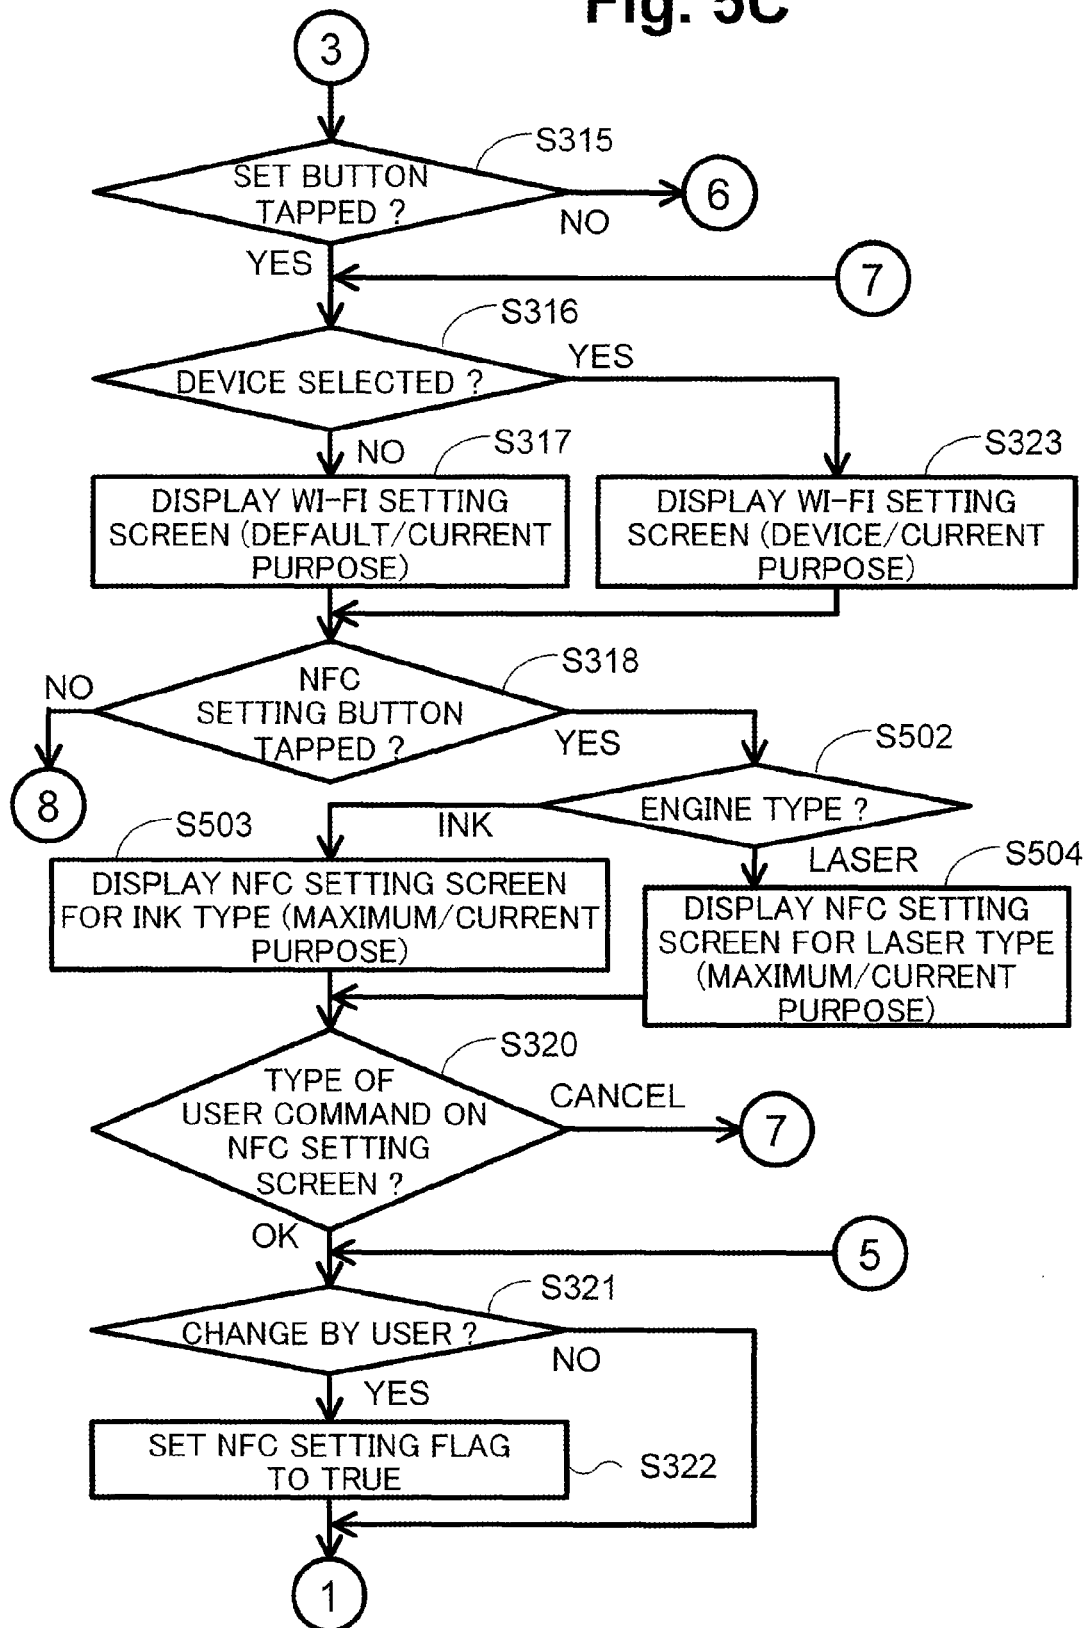 Fig. 5C
3
S315
SET BUTTON
TAPPED ?
6
NO
YES
7
S316
YES
DEVICE SELECTED ?
NO
S317
S323
DISPLAY WI-FI SETTING
SCREEN (DEFAULT/CURRENT
PURPOSE)
DISPLAY WI-FI SETTING
SCREEN (DEVICE/CURRENT
PURPOSE)
S318
NO
NFC
SETTING BUTTON
TAPPED ?
YES
S502
8
ENGINE TYPE ?
INK
S503
LASER
S504
DISPLAY NFC SETTING SCREEN
FOR INK TYPE (MAXIMUM/CURRENT
PURPOSE)
DISPLAY NFC SETTING
SCREEN FOR LASER TYPE
(MAXIMUM/CURRENT
PURPOSE)
S320
TYPE OF
USER COMMAND ON
NFC SETTING
SCREEN ?
CANCEL
7
OK
5
S321
CHANGE BY USER ?
NO
YES
SET NFC SETTING FLAG
TO TRUE
S322
1